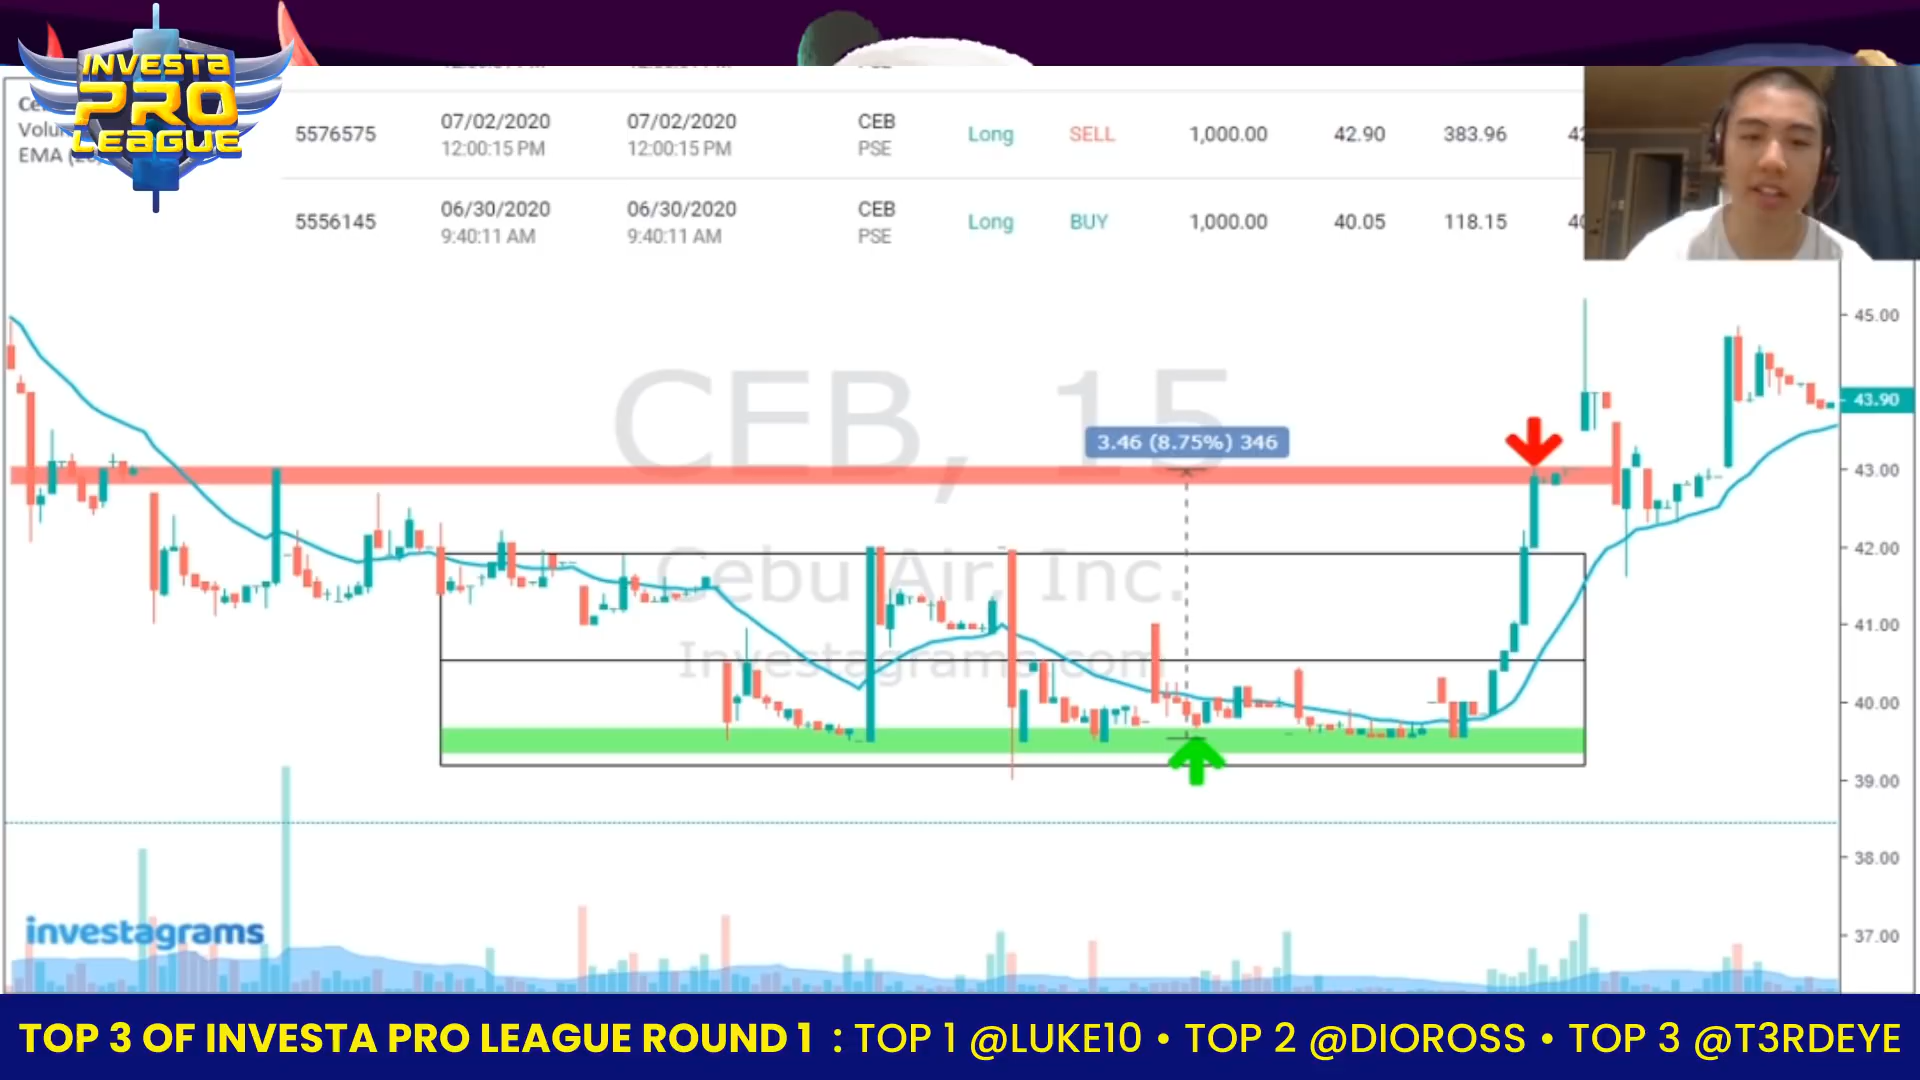 INVESTA
PRO
LEAGUE
Volu
EMA
5576575 07/02/2020 07/02/2020 CEB Long SELL 1,000.00 42.90 383.96
12:00:15 PM 12:00:15 PM PSE
5556145 06/30/2020 06/30/2020 CEB Long BUY 1,000.00 40.05 118.15
9:40:11 AM 9:40:11 AM PSE
CEB, 15
Cebu Air, Inc.
Investagrams.com
3.46 (8.75%) 346
45.00
43.90
43.00
42.00
41.00
40.00
39.00
38.00
37.00
investagrams
TOP 3 OF INVESTA PRO LEAGUE ROUND 1 : TOP 1 @LUKE10 • TOP 2 @DIOROSS • TOP 3 @T3RDEYE